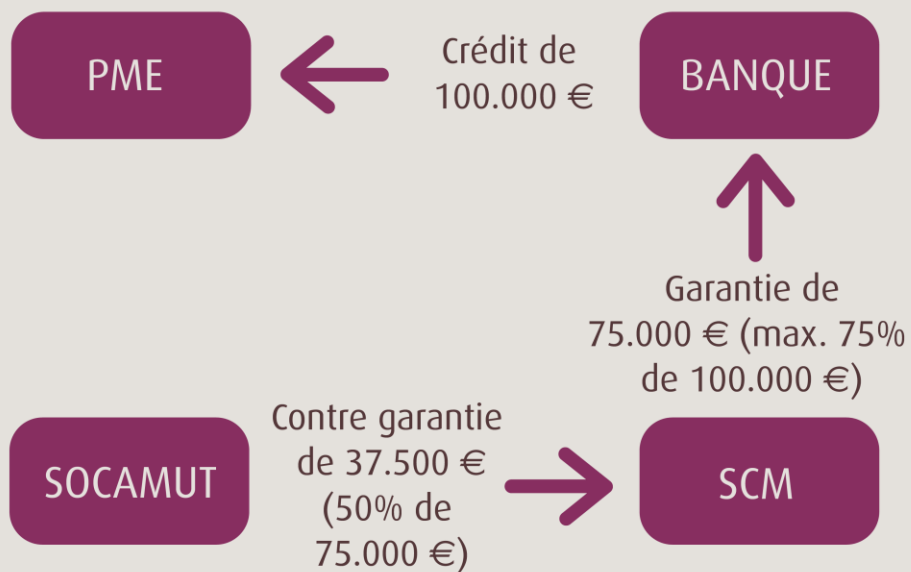 PME
Crédit de
100.000 €
BANQUE
Garantie de
75.000 € (max. 75%
de 100.000 €)
SOCAMUT
Contre garantie
de 37.500 €
(50% de
75.000 €)
SCM